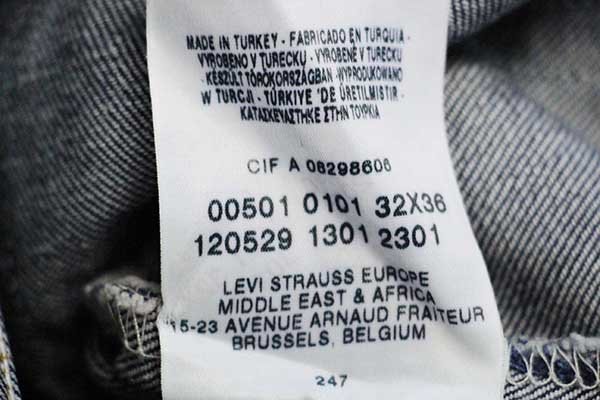 MADE IN TURKEY - FABRICADO EN TURQUIA -
VYROBENO V TURECKU - VYROBENÉ V TURECKU
- KÉSZÜLT TÖRÖKORSZÁGBAN - WYPRODUKOWANO
W TURCJI - TÜRKIYE 'DE ÜRETILMISTIR -
ΚΑΤΑΣΚΕΥΑΣΤΗΚΕ ΣΤΗΝ ΤΟΥΡΚΙΑ
CIF A 08298606
00501 0101 32X36
120529 1301 2301
LEVI STRAUSS EUROPE
MIDDLE EAST & AFRICA
15-23 AVENUE ARNAUD FRAITEUR
BRUSSELS, BELGIUM
247